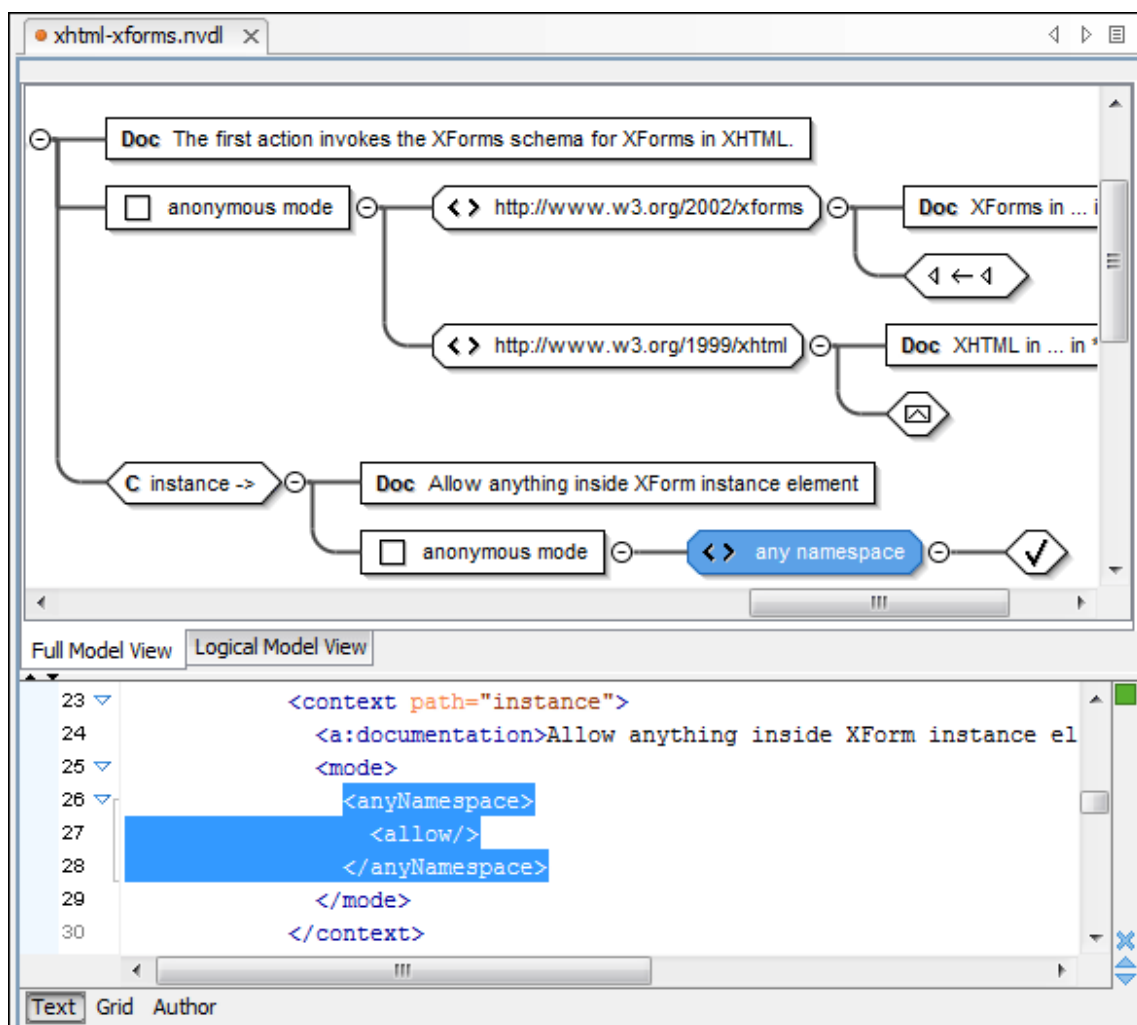 xhtml-xforms.nvdl
Doc The first action invokes the XForms schema for XForms in XHTML.
anonymous mode
< > http://www.w3.org/2002/xforms
Doc XForms in ... i
< > http://www.w3.org/1999/xhtml
Doc XHTML in ... in *
C instance ->
Doc Allow anything inside XForm instance element
anonymous mode
< > any namespace
Full Model View
Logical Model View
23 <context path="instance">
24 <a:documentation>Allow anything inside XForm instance el
25 <mode>
26 <anyNamespace>
27 <allow/>
28 </anyNamespace>
29 </mode>
30 </context>
Text Grid Author